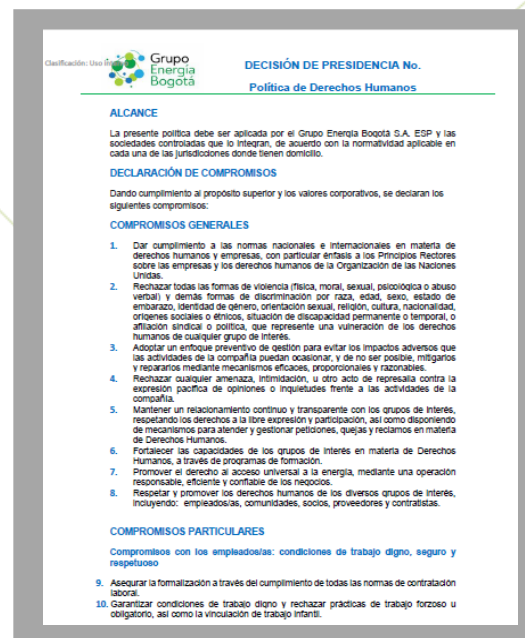 Clasificación: Uso
Grupo
Energía
Bogotá
DECISIÓN DE PRESIDENCIA No.
Política de Derechos Humanos
ALCANCE
La presente política debe ser aplicada por el Grupo Energía Bogotá S.A. ESP y las
sociedades controladas que lo integran, de acuerdo con la normatividad aplicable en
cada una de las jurisdicciones donde tienen domicilio.
DECLARACIÓN DE COMPROMISOS
Dando cumplimiento al propósito superior y los valores corporativos, se declaran los
siguientes compromisos:
COMPROMISOS GENERALES
1. Dar cumplimiento a las normas nacionales e internacionales en materia de
derechos humanos y empresas, con particular énfasis a los Principios Rectores
sobre las empresas y los derechos humanos de la Organización de las Naciones
Unidas.
2. Rechazar todas las formas de violencia (física, moral, sexual, psicológica o abuso
verbal) y demás formas de discriminación por raza, edad, sexo, estado de
embarazo, identidad de género, orientación sexual, religión, cultura, nacionalidad,
orígenes sociales o étnicos, situación de discapacidad permanente o temporal, o
afiliación sindical o política, que represente una vulneración de los derechos
humanos de cualquier grupo de interés.
3. Adoptar un enfoque preventivo de gestión para evitar los impactos adversos que
las actividades de la compañía puedan ocasionar, y de no ser posible, mitigarlos
y repararlos mediante mecanismos eficaces, proporcionales y razonables.
4. Rechazar cualquier amenaza, intimidación, u otro acto de represalia contra la
expresión pacífica de opiniones o inquietudes frente a las actividades de la
compañía.
5. Mantener un relacionamiento continuo y transparente con los grupos de interés,
respetando los derechos a la libre expresión y participación, así como disponiendo
de mecanismos para atender y gestionar peticiones, quejas y reclamos en materia
de Derechos Humanos.
6. Fortalecer las capacidades de los grupos de interés en materia de Derechos
Humanos, a través de programas de formación.
7. Promover el derecho al acceso universal a la energía, mediante una operación
responsable, eficiente y confiable de los negocios.
8. Respetar y promover los derechos humanos de los diversos grupos de interés,
incluyendo: empleados/as, comunidades, socios, proveedores y contratistas.
COMPROMISOS PARTICULARES
Compromisos con los empleados/as: condiciones de trabajo digno, seguro y
respetuoso
9. Asegurar la formalización a través del cumplimiento de todas las normas de contratación
laboral.
10. Garantizar condiciones de trabajo digno y rechazar prácticas de trabajo forzoso u
obligatorio, así como la vinculación de trabajo infantil.